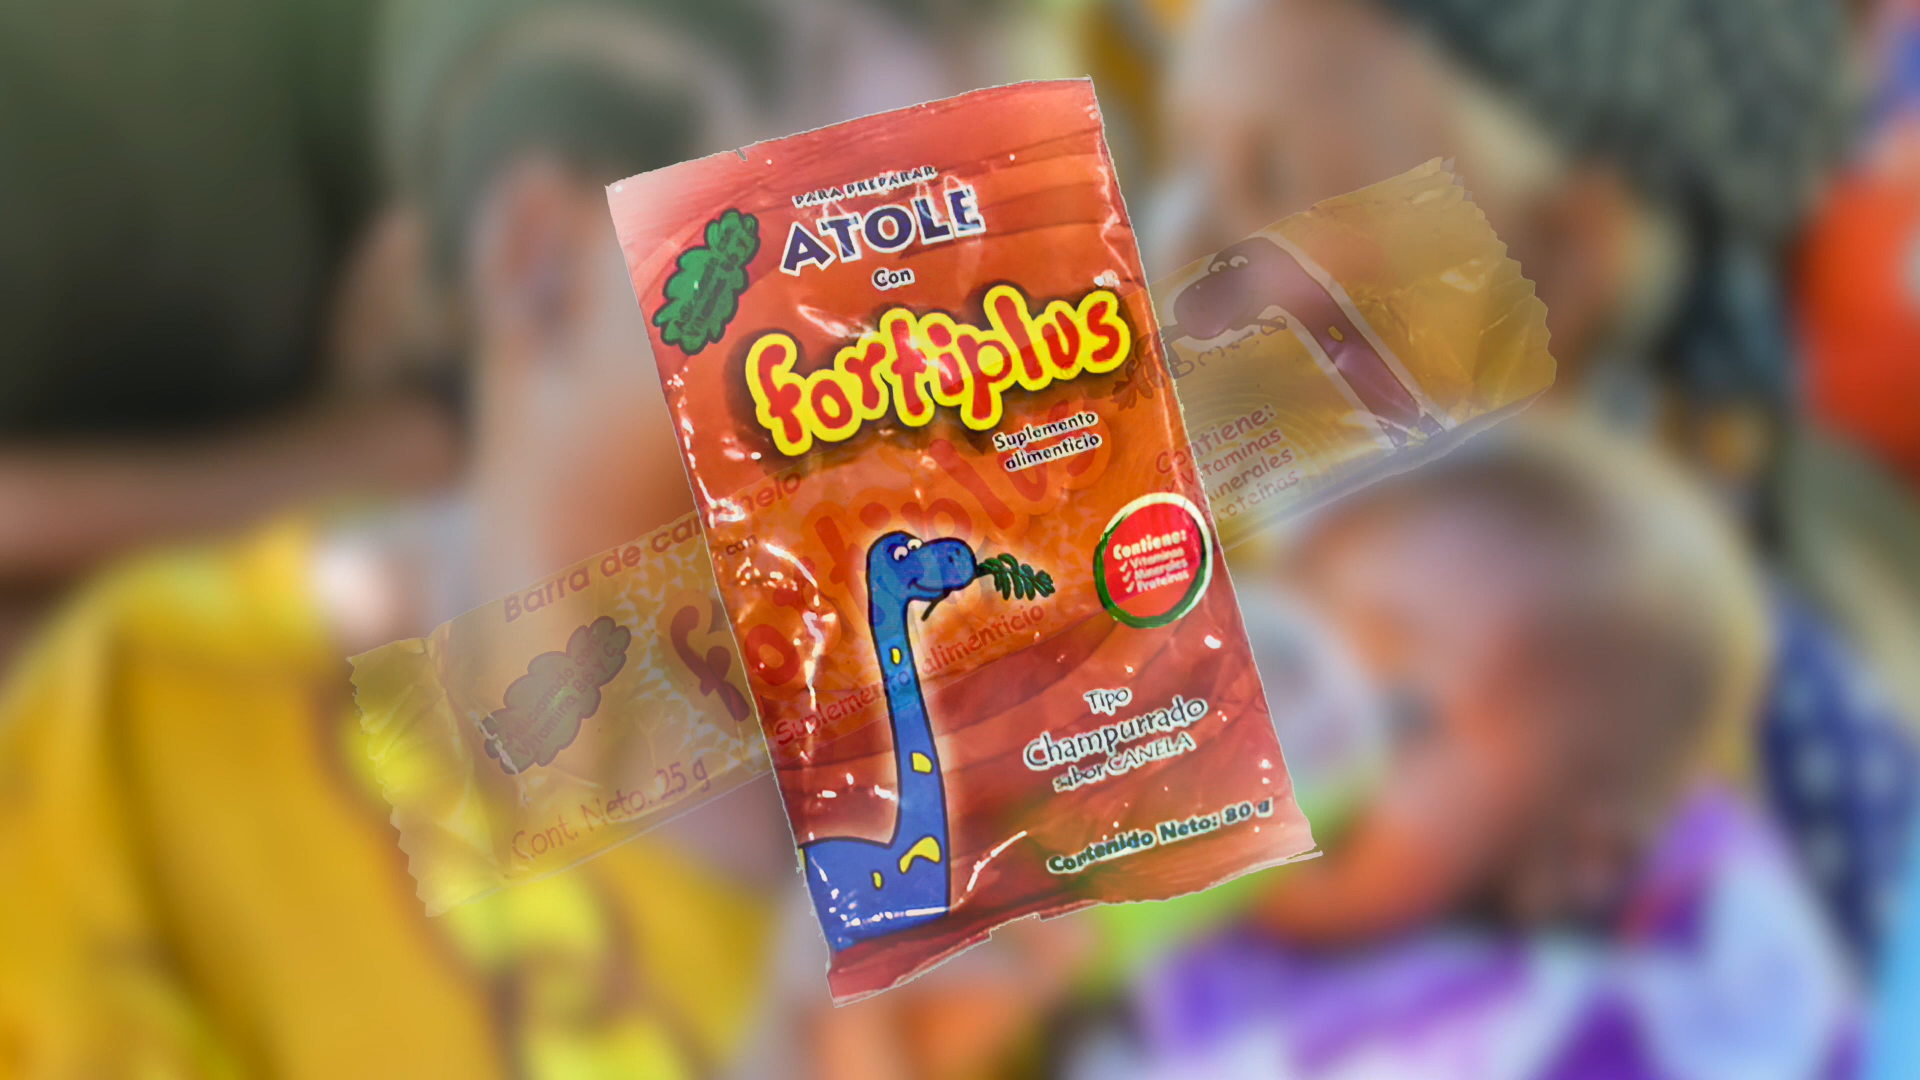 PARA PREPARAR
ATOLE
Con
fortiplus
Suplemento
alimenticio
Contiene:
✓ Vitaminas
✓ Minerales
✓ Proteínas
Tipo
Champurrado
sabor CANELA
Contenido Neto: 80 g
Barra de caramelo
con
fortiplus
Suplemento alimenticio
Cont. Neto. 25 g
Contiene:
Vitaminas
Minerales
Proteínas